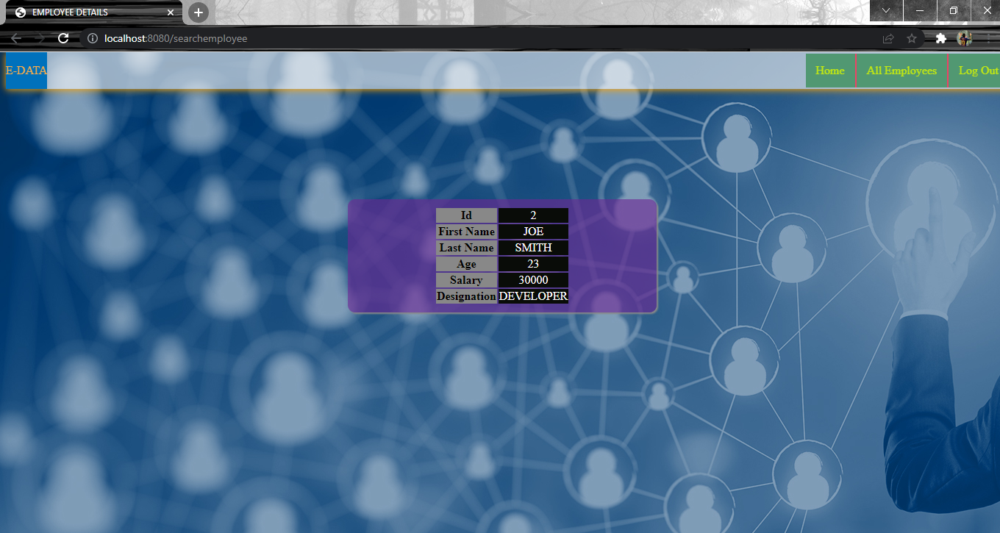 EMPLOYEE DETAILS
localhost:8080/searchemployee
E-DATA Home All Employees Log Out
Id 2
First Name JOE
Last Name SMITH
Age 23
Salary 30000
Designation DEVELOPER